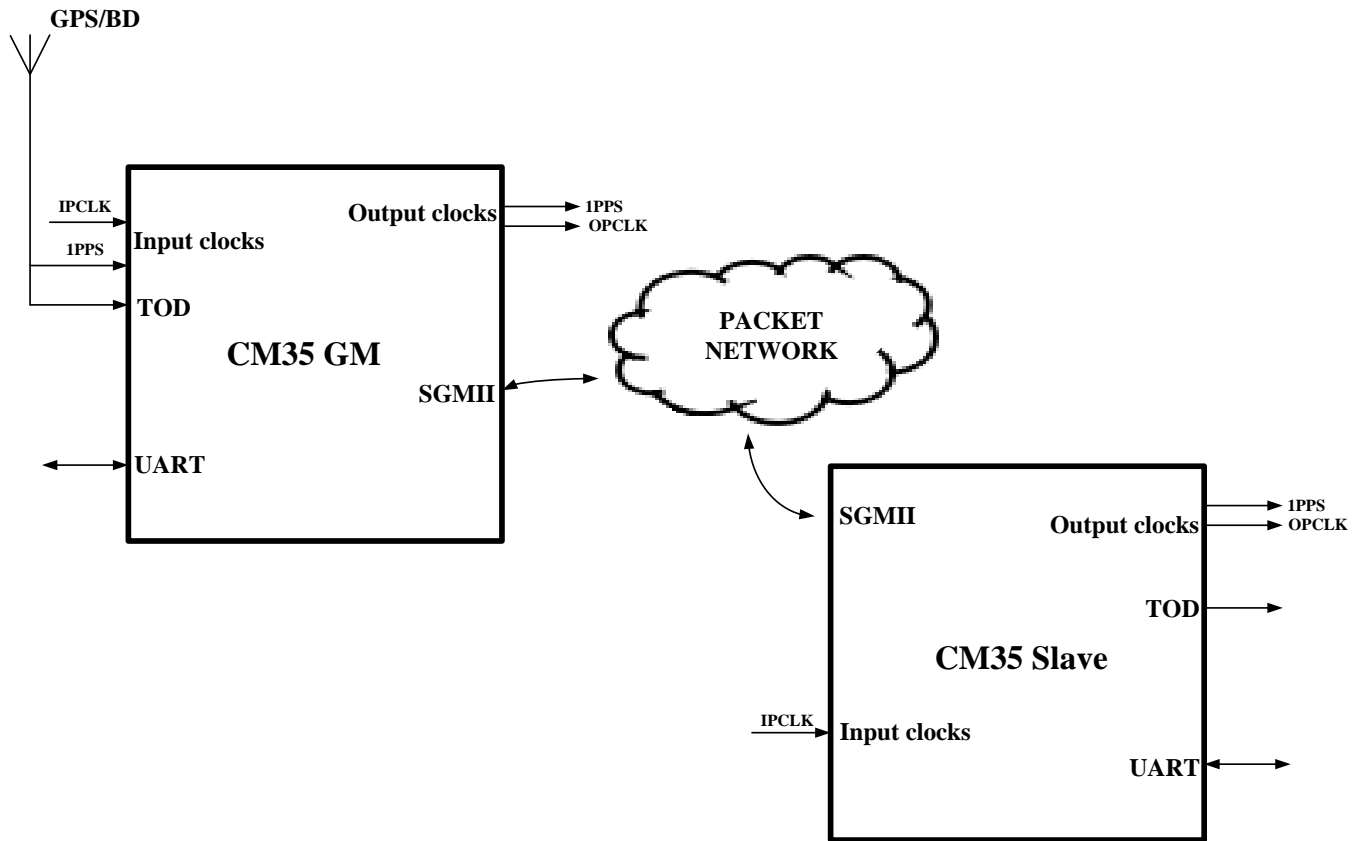 GPS/BD
IPCLK
Input clocks
1PPS
TOD
CM35 GM
Output clocks
1PPS
OPCLK
SGMII
UART
PACKET
NETWORK
SGMII
Output clocks
1PPS
OPCLK
TOD
CM35 Slave
IPCLK
Input clocks
UART